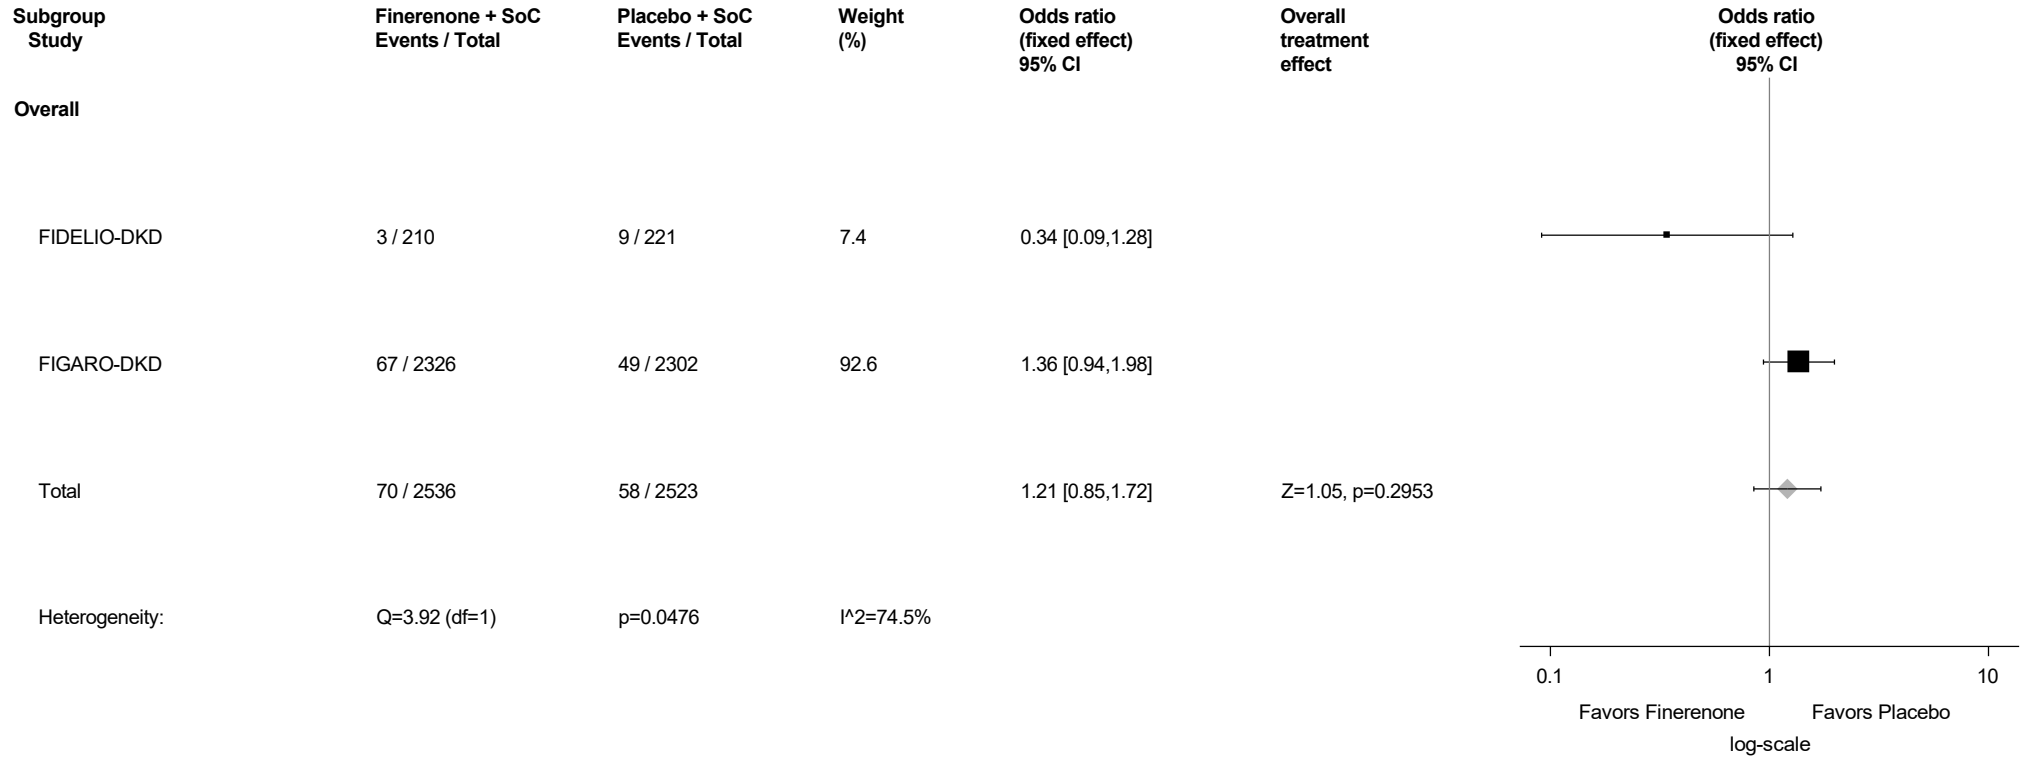 Subgroup Finerenone + SoC Placebo + SoC Weight Odds ratio Overall Odds ratio
Study Events / Total Events / Total (%) (fixed effect) treatment (fixed effect)
95% CI effect 95% CI
Overall
FIDELIO-DKD 3 / 210 9 / 221 7.4 0.34 [0.09,1.28]
FIGARO-DKD 67 / 2326 49 / 2302 92.6 1.36 [0.94,1.98]
Total 70 / 2536 58 / 2523 1.21 [0.85,1.72] Z=1.05, p=0.2953
Heterogeneity: Q=3.92 (df=1) p=0.0476 I^2=74.5%
0.1 1 10
Favors Finerenone Favors Placebo
log-scale